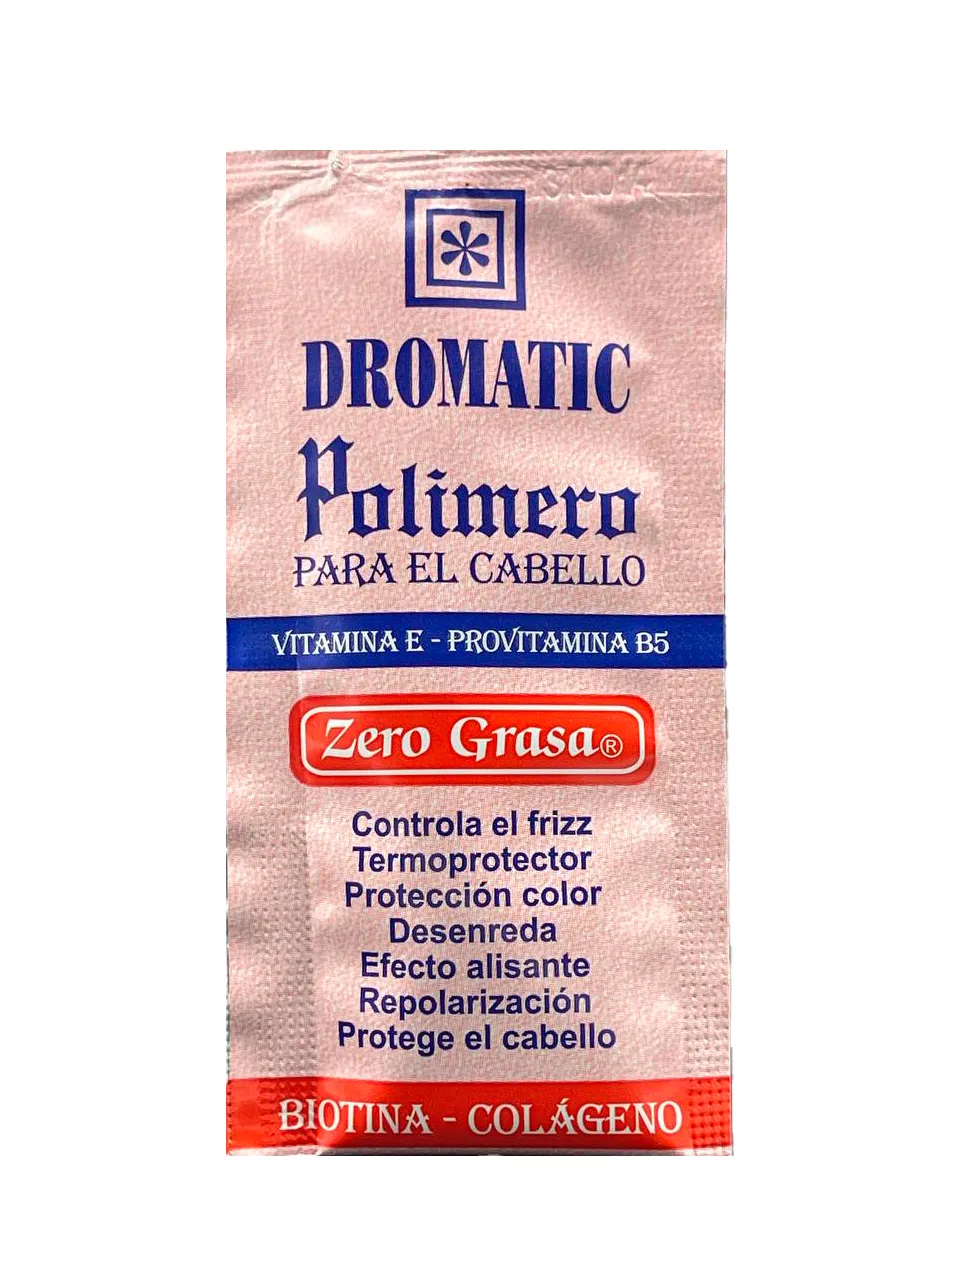 DROMATIC
Polimero
PARA EL CABELLO
VITAMINA E - PROVITAMINA B5
Zero Grasa®
Controla el frizz
Termoprotector
Protección color
Desenreda
Efecto alisante
Repolarización
Protege el cabello
BIOTINA - COLÁGENO